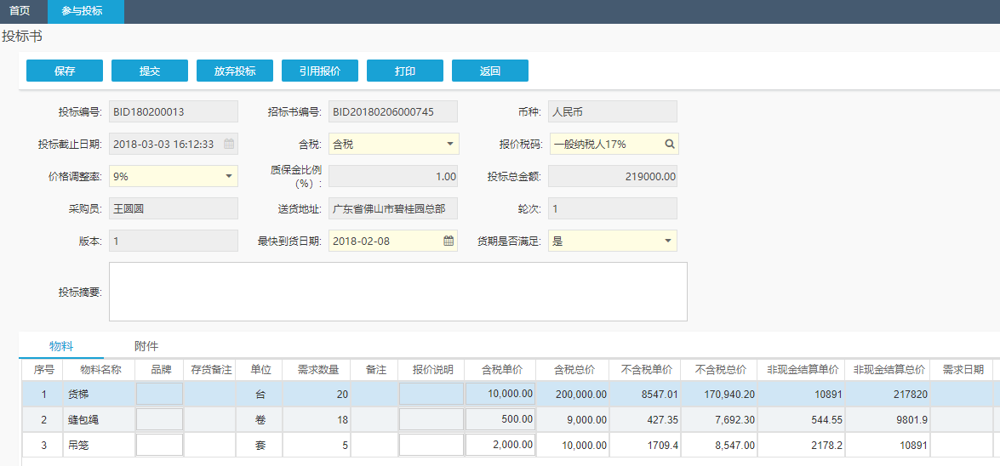 首页 参与投标
投标书
保存 提交 放弃投标 引用报价 打印 返回
投标编号: BID180200013 招标书编号: BID20180206000745 币种: 人民币
投标截止日期: 2018-03-03 16:12:33 含税: 含税 报价税码: 一般纳税人17%
价格调整率: 9% 质保金比例(%): 1.00 投标总金额: 219000.00
采购员: 王圆圆 送货地址: 广东省佛山市碧桂园总部 轮次: 1
版本: 1 最快到货日期: 2018-02-08 货期是否满足: 是
投标摘要:
物料 附件
序号 物料名称 品牌 存货备注 单位 需求数量 备注 报价说明 含税单价 含税总价 不含税单价 不含税总价 非现金结算单价 非现金结算总价 需求日期
1 货梯 台 20 10,000.00 200,000.00 8547.01 170,940.20 10891 217820
2 缝包绳 卷 18 500.00 9,000.00 427.35 7,692.30 544.55 9801.9
3 吊笼 套 5 2,000.00 10,000.00 1709.4 8,547.00 2178.2 10891